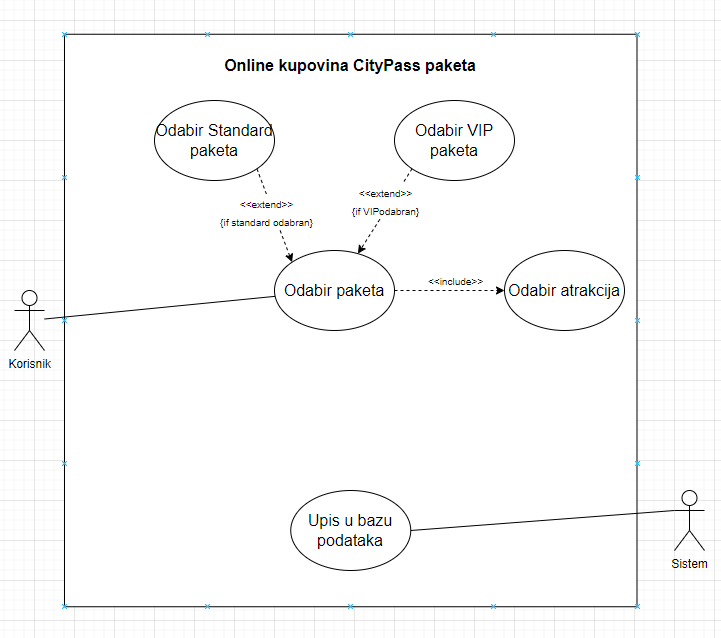 Online kupovina CityPass paketa
Odabir Standard
paketa
Odabir VIP
paketa
<<extend>>
{if standard odabran}
<<extend>>
{if VIPodabran}
Odabir paketa
<<include>>
Odabir atrakcija
Korisnik
Upis u bazu
podataka
Sistem